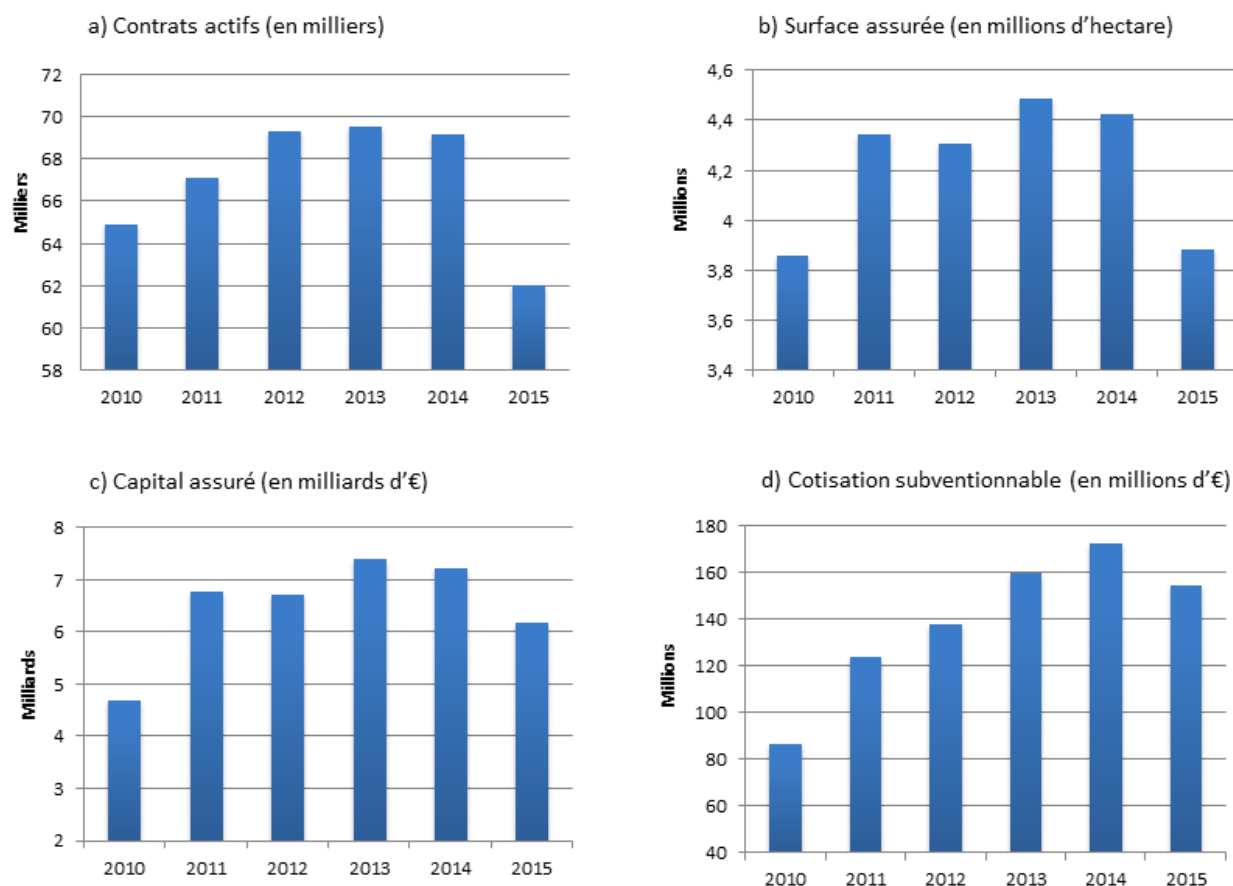 a) Contrats actifs (en milliers)
72
70
68
66
64
62
60
58
Milliers
2010 2011 2012 2013 2014 2015
b) Surface assurée (en millions d’hectare)
4,6
4,4
4,2
4
3,8
3,6
3,4
Millions
2010 2011 2012 2013 2014 2015
c) Capital assuré (en milliards d’€)
8
7
6
5
4
3
2
Milliards
2010 2011 2012 2013 2014 2015
d) Cotisation subventionnable (en millions d’€)
180
160
140
120
100
80
60
40
Millions
2010 2011 2012 2013 2014 2015